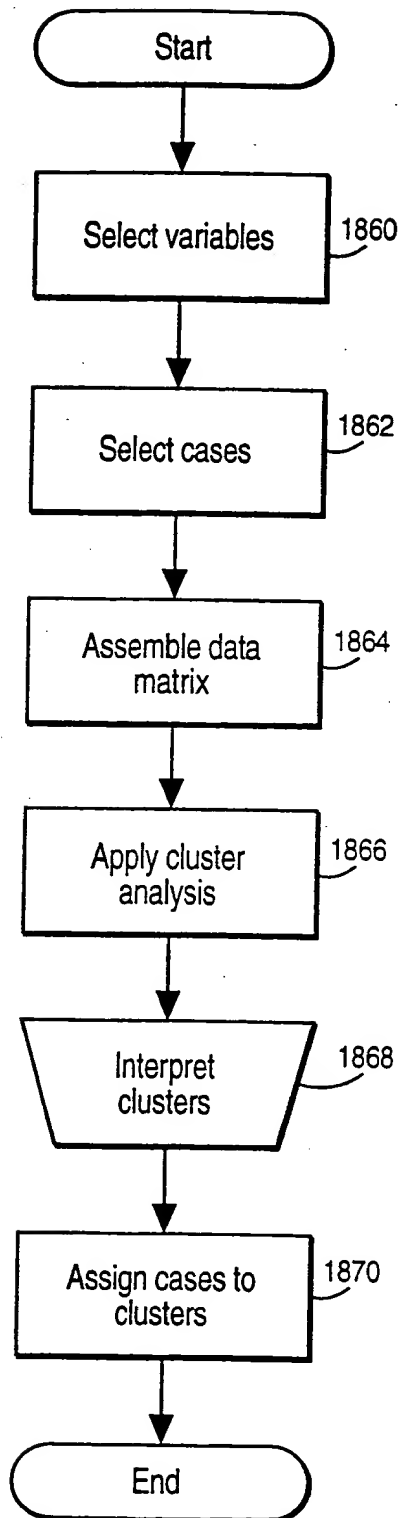 Start
Select variables
1860
Select cases
1862
Assemble data
matrix
1864
Apply cluster
analysis
1866
Interpret
clusters
1868
Assign cases to
clusters
1870
End